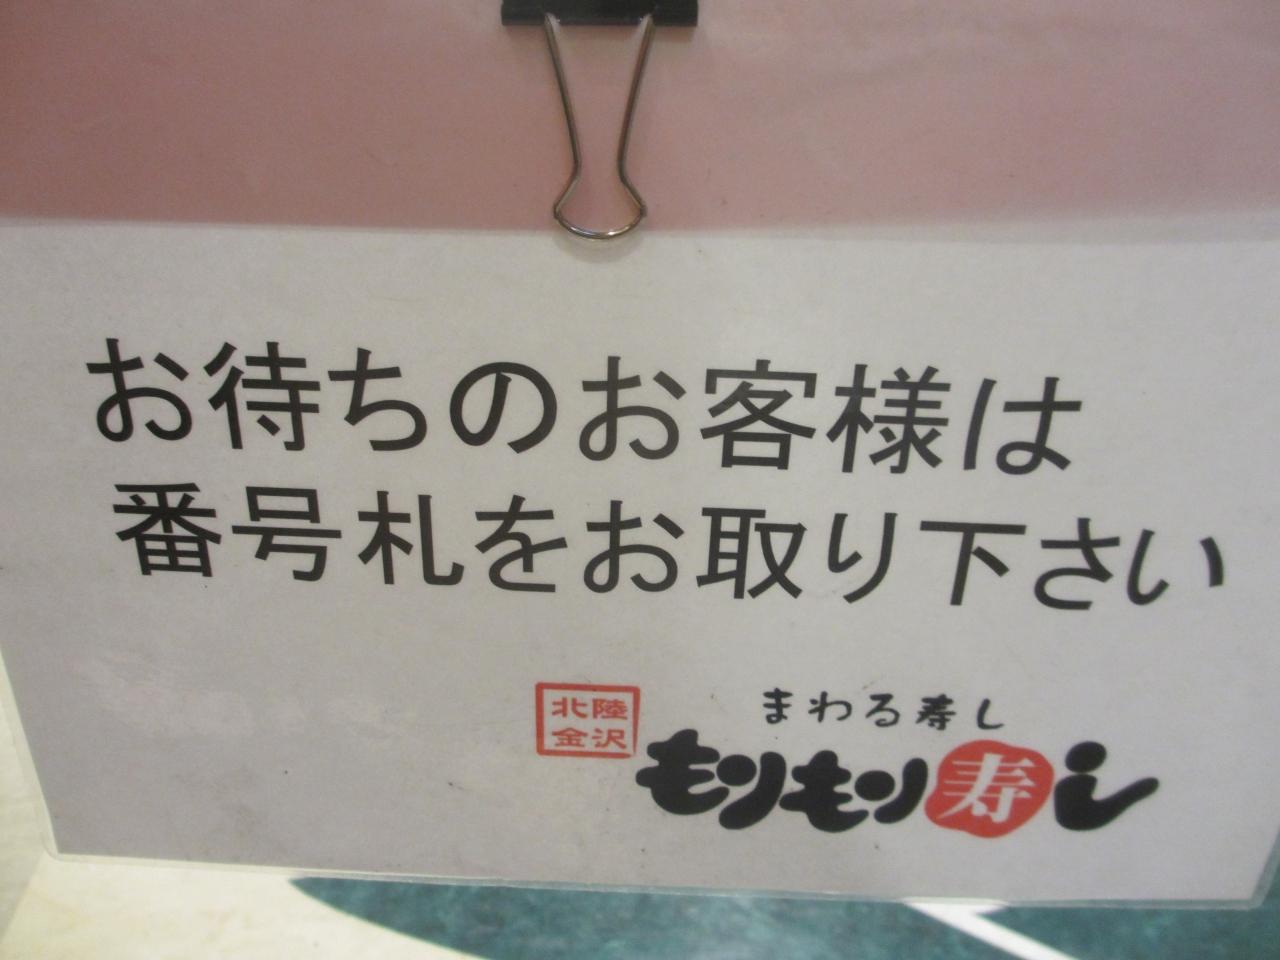 お待ちのお客様は
番号札をお取り下さい
北陸
金沢
まわる寿し
もりもり寿し